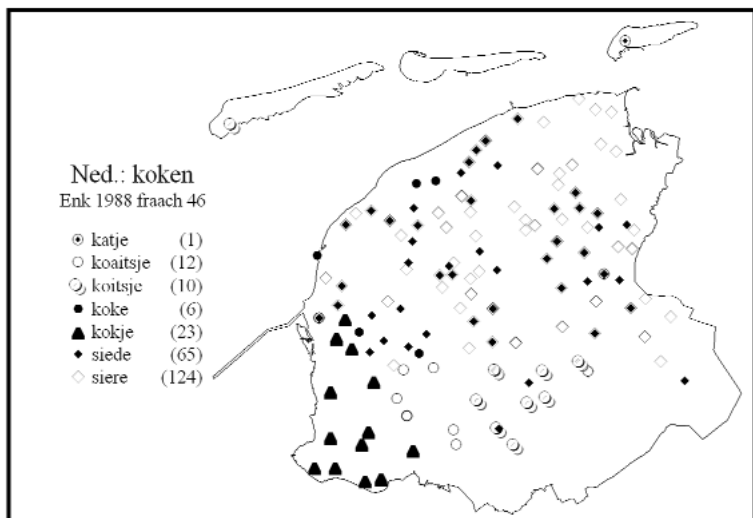 Ned.: koken
Enk 1988 fraach 46
katje (1)
koaitsje (12)
koitsje (10)
koke (6)
kokje (23)
siede (65)
siere (124)